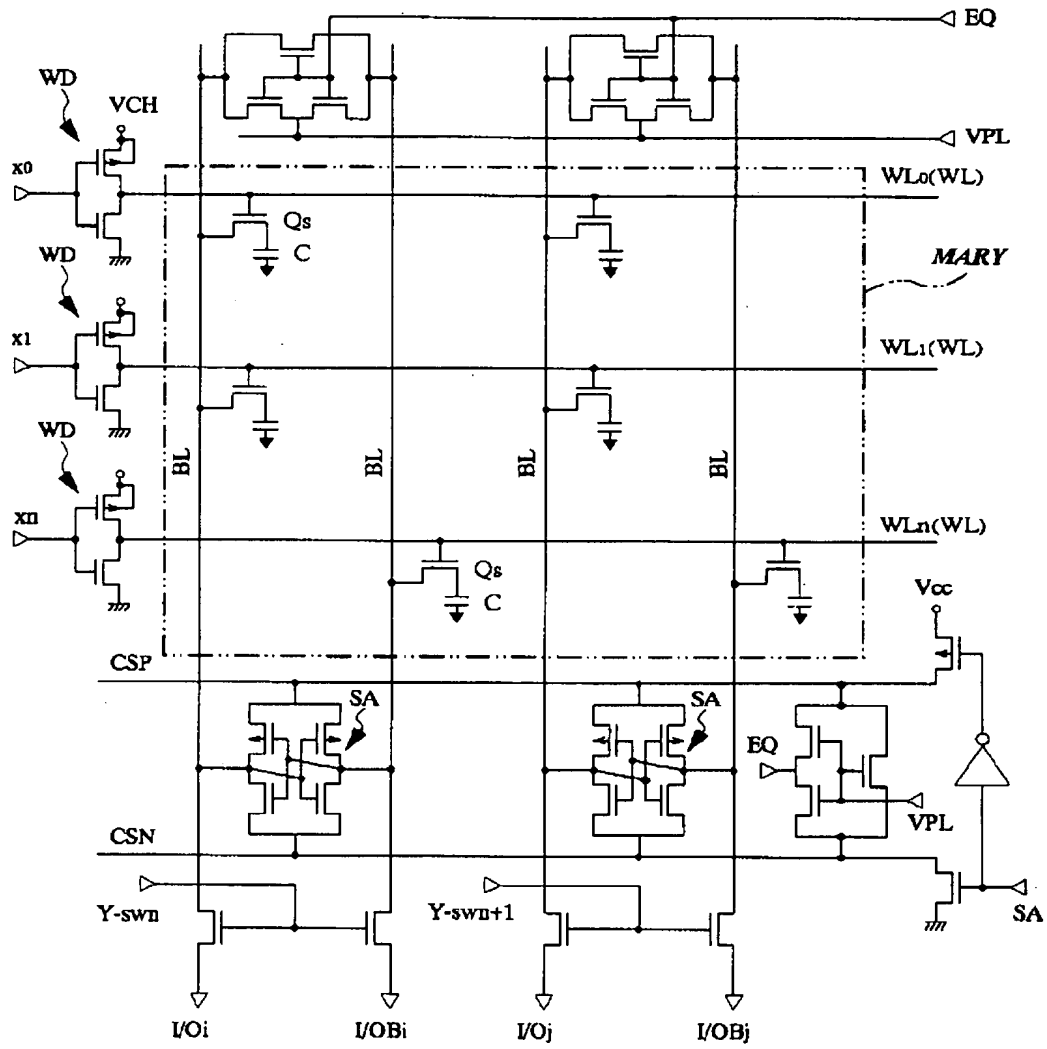 EQ
WD
VCH
VPL
x0
WL0(WL)
Qs
C
MARY
WD
x1
WL1(WL)
WD
BL
BL
BL
BL
xn
WLn(WL)
Qs
C
Vcc
CSP
SA
SA
EQ
VPL
CSN
Y-swn
Y-swn+1
SA
I/Oi
I/OBi
I/Oj
I/OBj